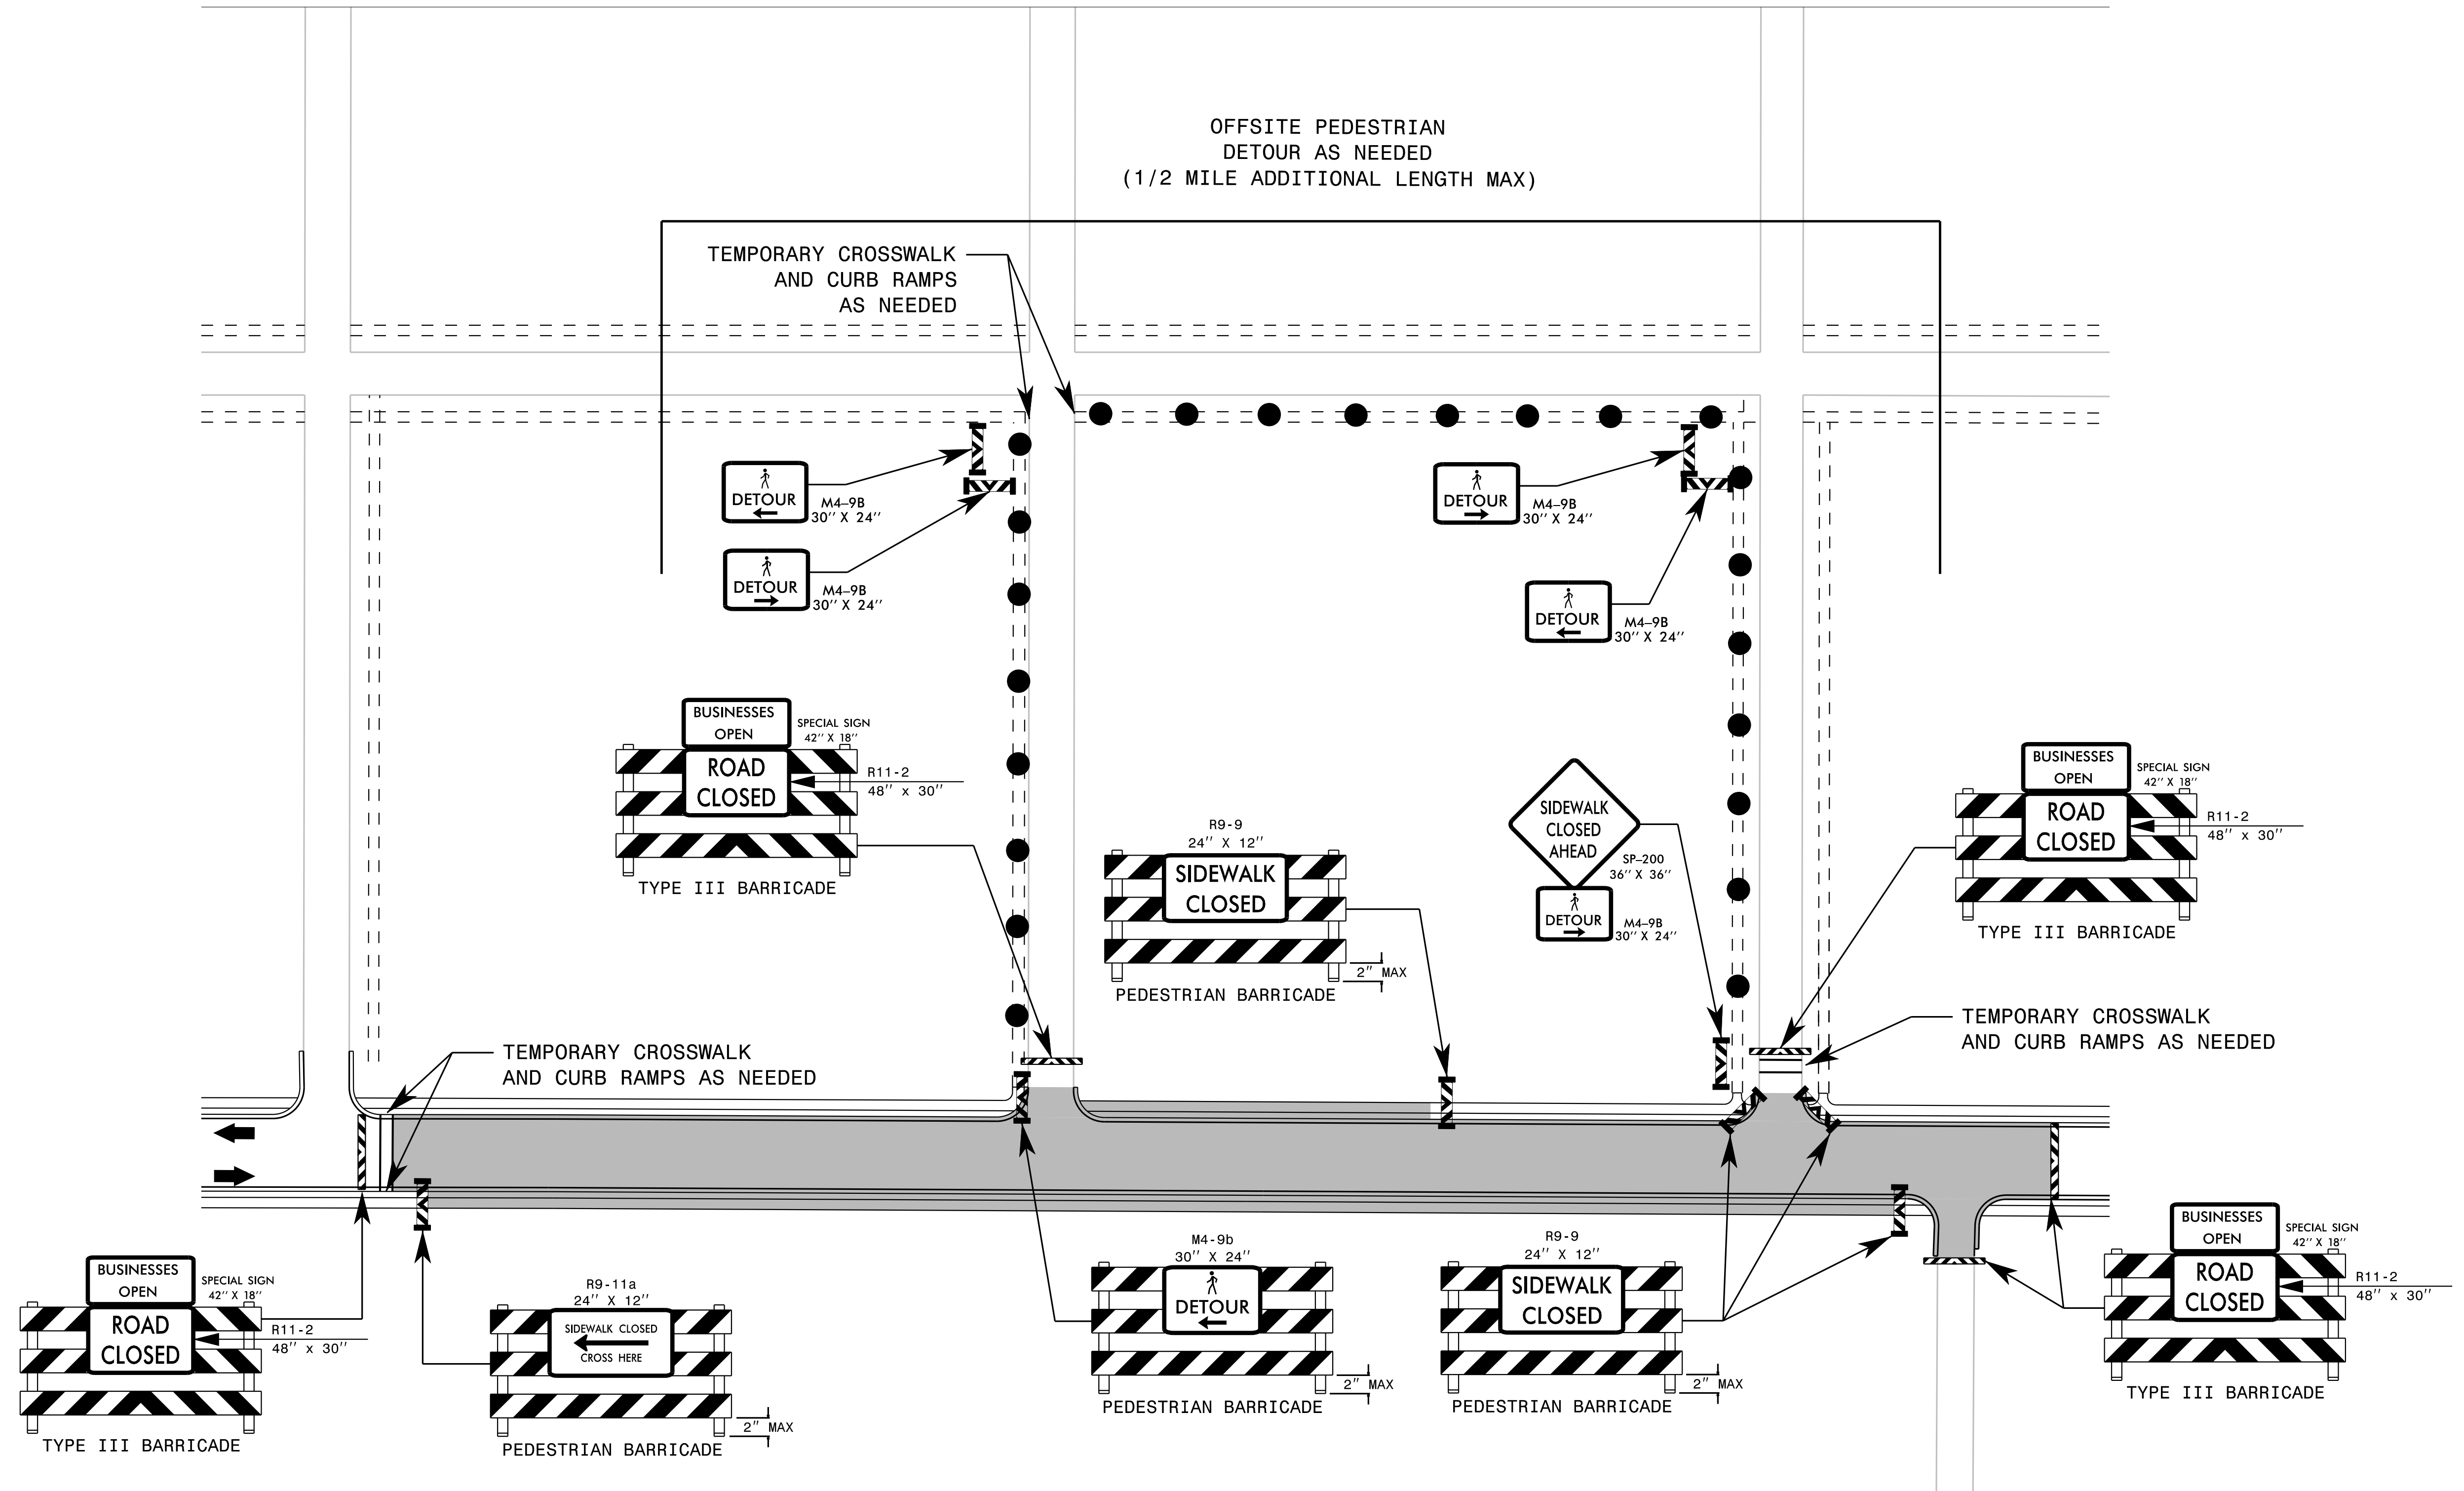 OFFSITE PEDESTRIAN
DETOUR AS NEEDED
(1/2 MILE ADDITIONAL LENGTH MAX)
TEMPORARY CROSSWALK
AND CURB RAMPS
AS NEEDED
DETOUR
M4-9B
30'' X 24''
DETOUR
M4-9B
30'' X 24''
DETOUR
M4-9B
30'' X 24''
DETOUR
M4-9B
30'' X 24''
BUSINESSES
OPEN
SPECIAL SIGN
42'' X 18''
ROAD
CLOSED
R11-2
48'' x 30''
TYPE III BARRICADE
R9-9
24'' X 12''
SIDEWALK
CLOSED
2" MAX
PEDESTRIAN BARRICADE
SIDEWALK
CLOSED
AHEAD
SP-200
36'' X 36''
DETOUR
M4-9B
30'' X 24''
BUSINESSES
OPEN
SPECIAL SIGN
42'' X 18''
ROAD
CLOSED
R11-2
48'' x 30''
TYPE III BARRICADE
TEMPORARY CROSSWALK
AND CURB RAMPS AS NEEDED
TEMPORARY CROSSWALK
AND CURB RAMPS AS NEEDED
BUSINESSES
OPEN
SPECIAL SIGN
42'' X 18''
ROAD
CLOSED
R11-2
48'' x 30''
TYPE III BARRICADE
R9-11a
24'' X 12''
SIDEWALK CLOSED
CROSS HERE
2" MAX
PEDESTRIAN BARRICADE
M4-9b
30'' X 24''
DETOUR
2" MAX
PEDESTRIAN BARRICADE
R9-9
24'' X 12''
SIDEWALK
CLOSED
2" MAX
PEDESTRIAN BARRICADE
BUSINESSES
OPEN
SPECIAL SIGN
42'' X 18''
ROAD
CLOSED
R11-2
48'' x 30''
TYPE III BARRICADE